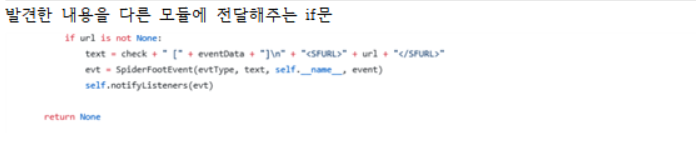 발견한 내용을 다른 모듈에 전달해주는 if문
if url is not None:
text = check + " [" + eventData + "]\n" + "<SFURL>" + url + "</SFURL>"
evt = SpiderFootEvent(evtType, text, self.__name__, event)
self.notifyListeners(evt)
return None